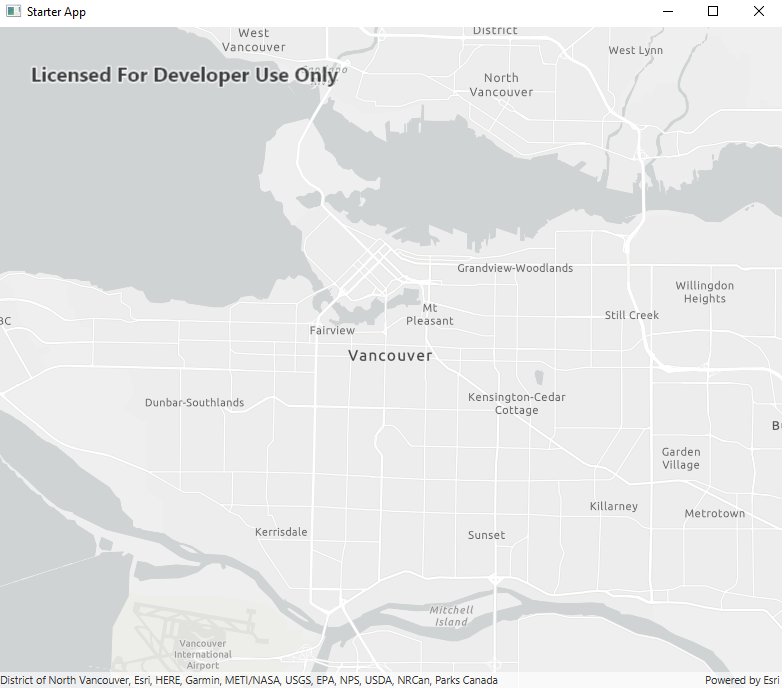 Starter App
West
Vancouver
District
West Lynn
Licensed For Developer Use Only
North
Vancouver
Grandview-Woodlands
Willingdon
Heights
Mt
Pleasant
Still Creek
BC
Fairview
Vancouver
Dunbar-Southlands
Kensington-Cedar
Cottage
B
Garden
Village
Killarney
Metrotown
Kerrisdale
Sunset
Mitchell
Island
Vancouver
International
Airport
District of North Vancouver, Esri, HERE, Garmin, METI/NASA, USGS, EPA, NPS, USDA, NRCan, Parks Canada
Powered by Esri